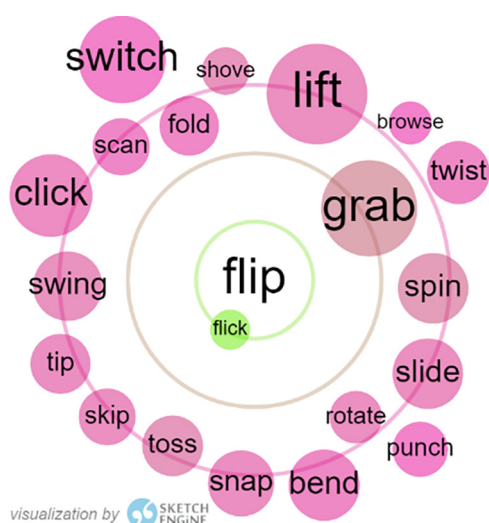 switch
shove
lift
fold
browse
scan
twist
click
grab
flip
swing
spin
flick
tip
slide
skip
rotate
toss
punch
snap
bend
visualization by SKETCH
ENGINE